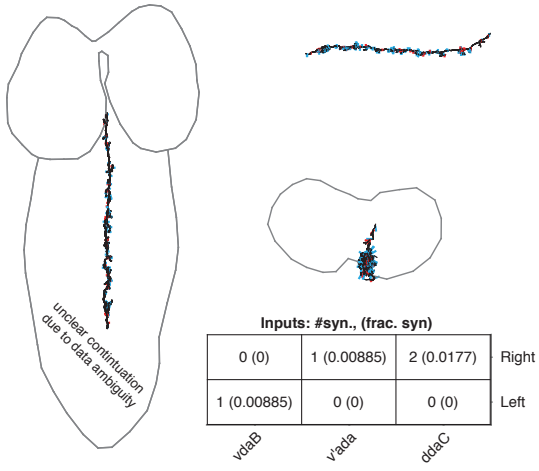 unclear contintuation
due to data ambiguity
Inputs: #syn., (frac. syn)
0 (0) 1 (0.00885) 2 (0.0177) Right
1 (0.00885) 0 (0) 0 (0) Left
vdaB v'ada ddaC